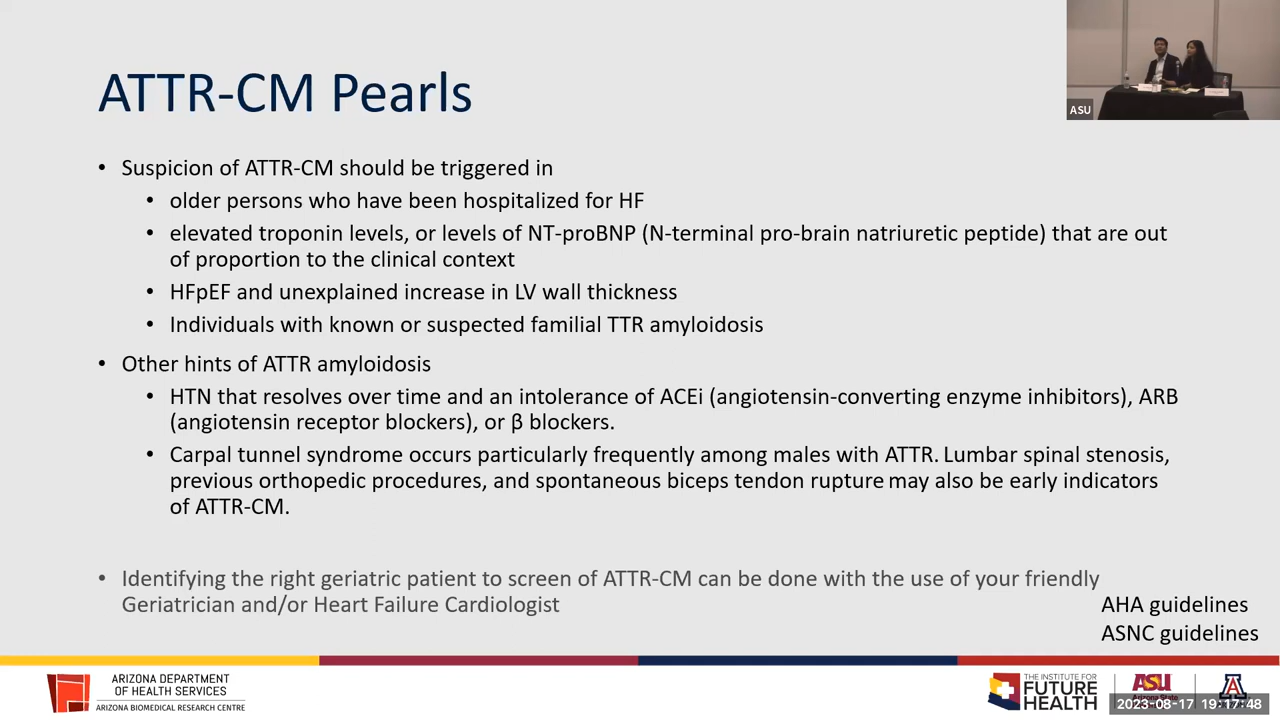 ATTR-CM Pearls
ASU
• Suspicion of ATTR-CM should be triggered in
• older persons who have been hospitalized for HF
• elevated troponin levels, or levels of NT-proBNP (N-terminal pro-brain natriuretic peptide) that are out
of proportion to the clinical context
• HFpEF and unexplained increase in LV wall thickness
• Individuals with known or suspected familial TTR amyloidosis
• Other hints of ATTR amyloidosis
• HTN that resolves over time and an intolerance of ACEi (angiotensin-converting enzyme inhibitors), ARB
(angiotensin receptor blockers), or β blockers.
• Carpal tunnel syndrome occurs particularly frequently among males with ATTR. Lumbar spinal stenosis,
previous orthopedic procedures, and spontaneous biceps tendon rupture may also be early indicators
of ATTR-CM.
• Identifying the right geriatric patient to screen of ATTR-CM can be done with the use of your friendly
Geriatrician and/or Heart Failure Cardiologist
AHA guidelines
ASNC guidelines
ARIZONA DEPARTMENT
OF HEALTH SERVICES
ARIZONA BIOMEDICAL RESEARCH CENTRE
THE INSTITUTE FOR
FUTURE
HEALTH
ASU
A
2023-08-17 19:17:48